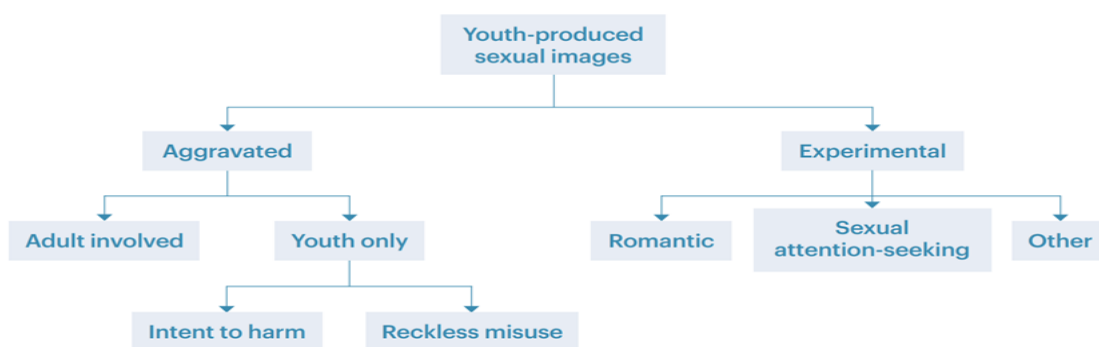 Youth-produced
sexual images
Aggravated
Experimental
Adult involved
Youth only
Romantic
Sexual
attention-seeking
Other
Intent to harm
Reckless misuse